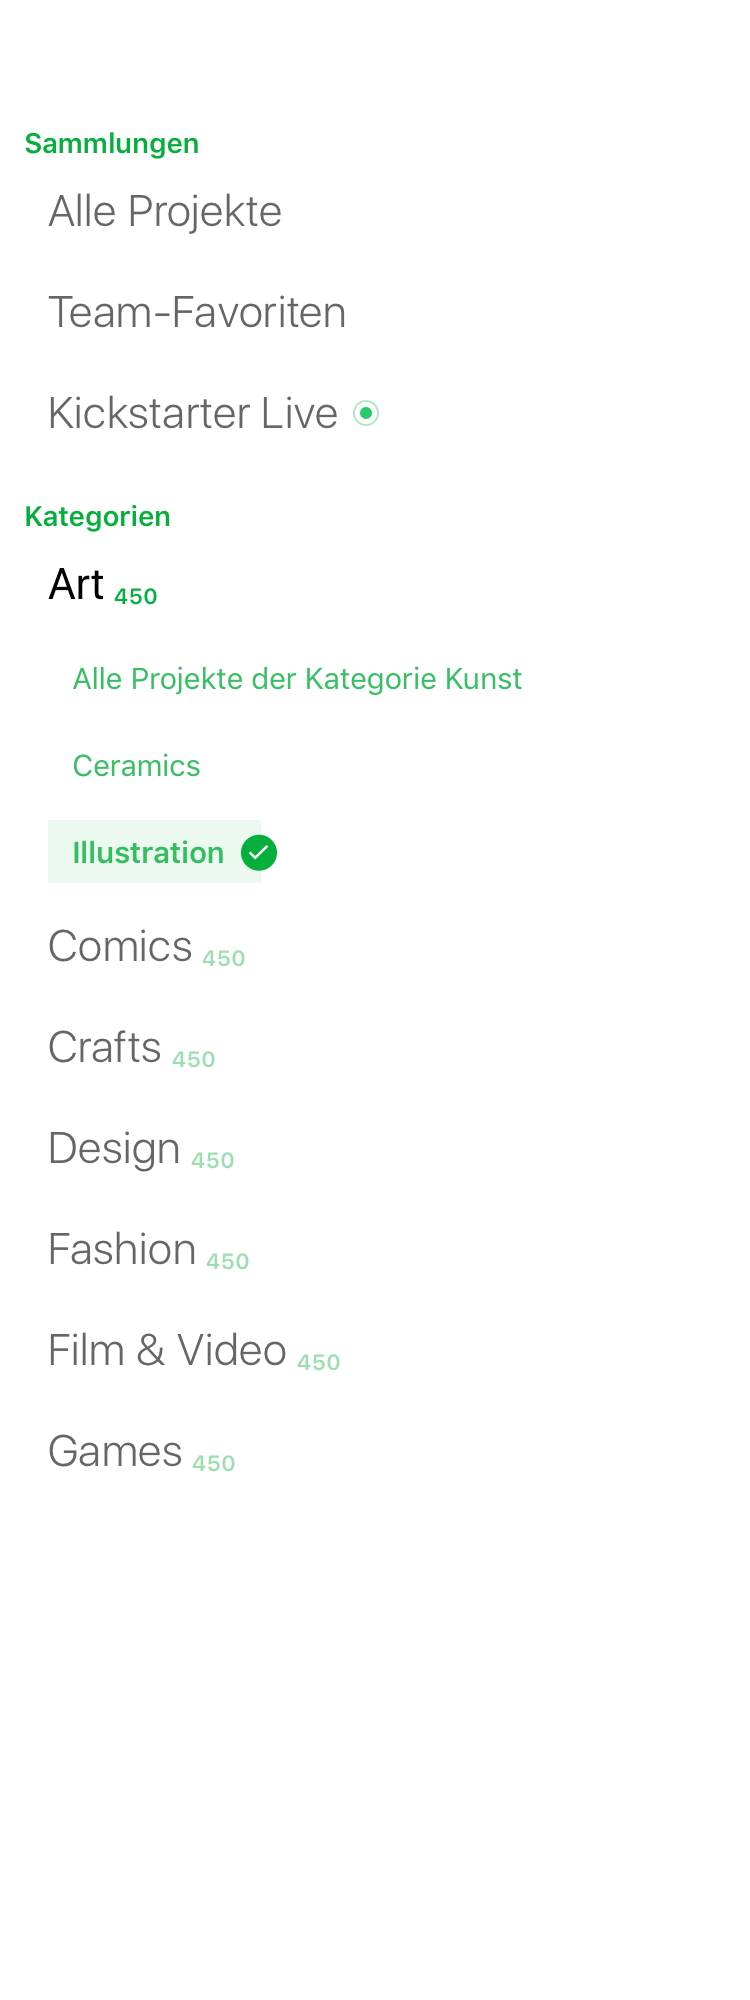 Sammlungen
Alle Projekte
Team-Favoriten
Kickstarter Live
Kategorien
Art 450
Alle Projekte der Kategorie Kunst
Ceramics
Illustration
Comics 450
Crafts 450
Design 450
Fashion 450
Film & Video 450
Games 450